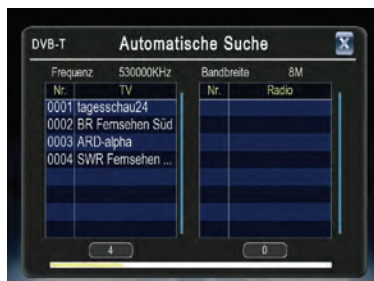 DVB-T Automatische Suche X
Frequenz 530000KHz Bandbreite 8M
Nr. TV Nr. Radio
0001 tagesschau24
0002 BR Fernsehen Süd
0003 ARD-alpha
0004 SWR Fernsehen ...
4 0